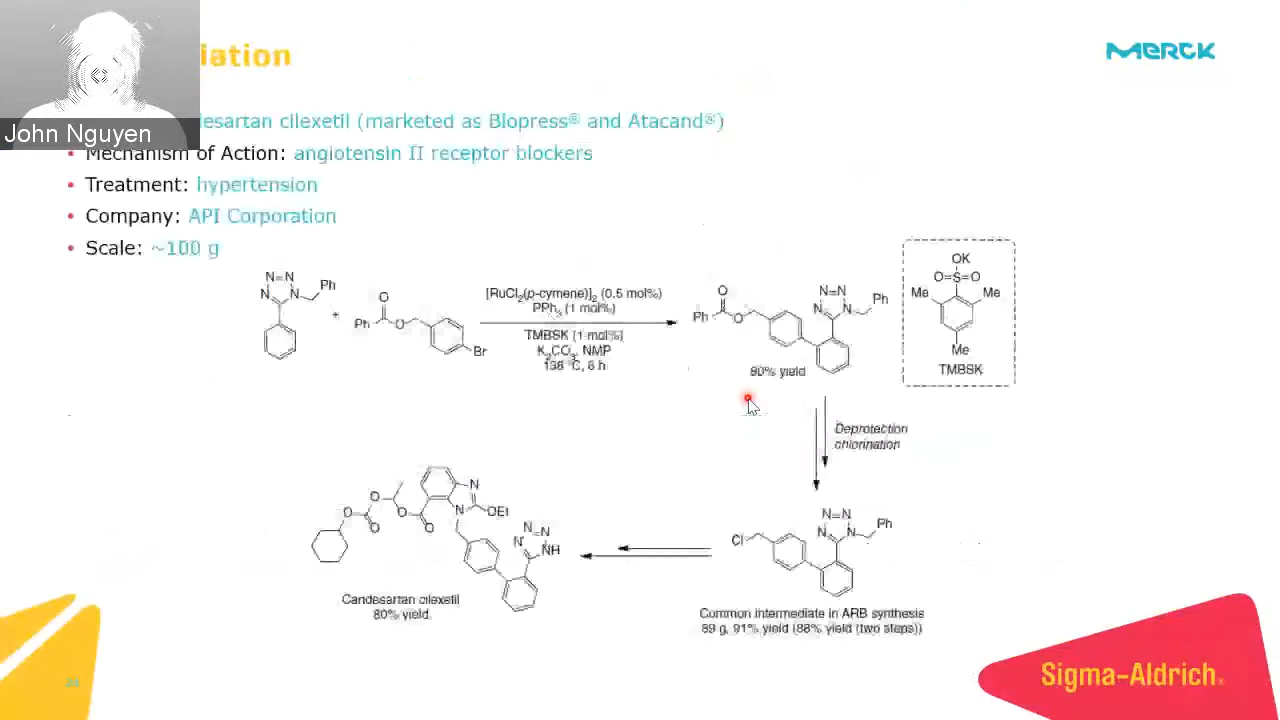 iation
MERCK
John Nguyen
desartan cilexetil (marketed as Blopress® and Atacand®)
Mechanism of Action: angiotensin II receptor blockers
Treatment: hypertension
Company: API Corporation
Scale: ~100 g
N=N
N
N
Ph
+
O
Ph
O
Br
[RuCl2(p-cymene)]2 (0.5 mol%)
PPh3 (1 mol%)
TMBSK (1 mol%)
K2CO3, NMP
138 °C, 6 h
O
Ph
O
N=N
N
N
Ph
90% yield
OK
O=S=O
Me
Me
Me
TMBSK
Deprotection
chlorination
Cl
N=N
N
N
Ph
Common intermediate in ARB synthesis
89 g, 91% yield (88% yield (two steps))
O
O
O
O
O
N
N
OEt
N
N
N
NH
Candesartan cilexetil
80% yield
Sigma-Aldrich®